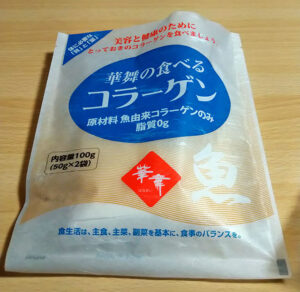 美容と健康のために
とっておきのコラーゲンを食べましょう
華舞の食べる
コラーゲン
原材料 魚由来コラーゲンのみ
脂質0g
内容量100g
(50g×2袋)
華舞
魚
食生活は、主食、主菜、副菜を基本に、食事のバランスを。